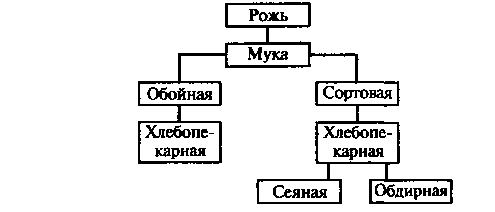 Рожь
Мука
Обойная
Сортовая
Хлебопе-
карная
Хлебопе-
карная
Сеяная
Обдирная